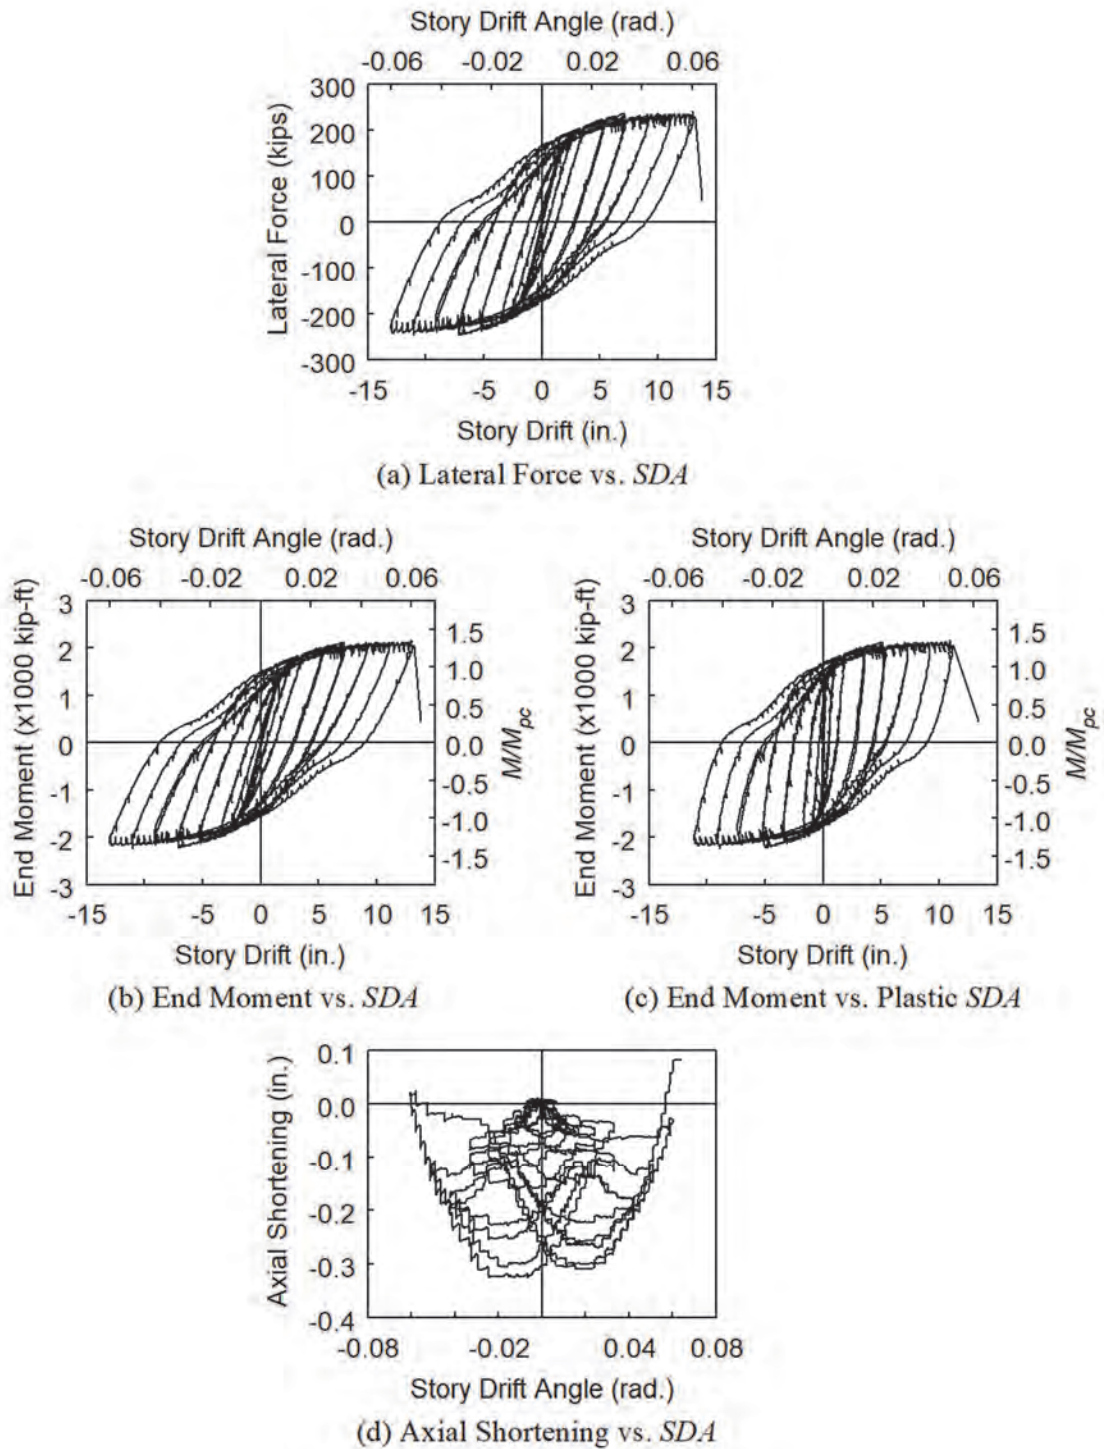 Story Drift Angle (rad.)
-0.06 -0.02 0.02 0.06
300
200
100
0
-100
-200
-300
Lateral Force (kips)
-15 -5 0 5 10 15
Story Drift (in.)
(a) Lateral Force vs. SDA
Story Drift Angle (rad.)
-0.06 -0.02 0.02 0.06
3
2
1
0
-1
-2
-3
End Moment (x1000 kip-ft)
1.5
1.0
0.5
0.0
-0.5
-1.0
-1.5
M/Mpc
-15 -5 0 5 10 15
Story Drift (in.)
(b) End Moment vs. SDA
Story Drift Angle (rad.)
-0.06 -0.02 0.02 0.06
3
2
1
0
-1
-2
-3
End Moment (x1000 kip-ft)
1.5
1.0
0.5
0.0
-0.5
-1.0
-1.5
M/Mpc
-15 -5 0 5 10 15
Story Drift (in.)
(c) End Moment vs. Plastic SDA
0.1
0.0
-0.1
-0.2
-0.3
-0.4
Axial Shortening (in.)
-0.08 -0.02 0.04 0.08
Story Drift Angle (rad.)
(d) Axial Shortening vs. SDA